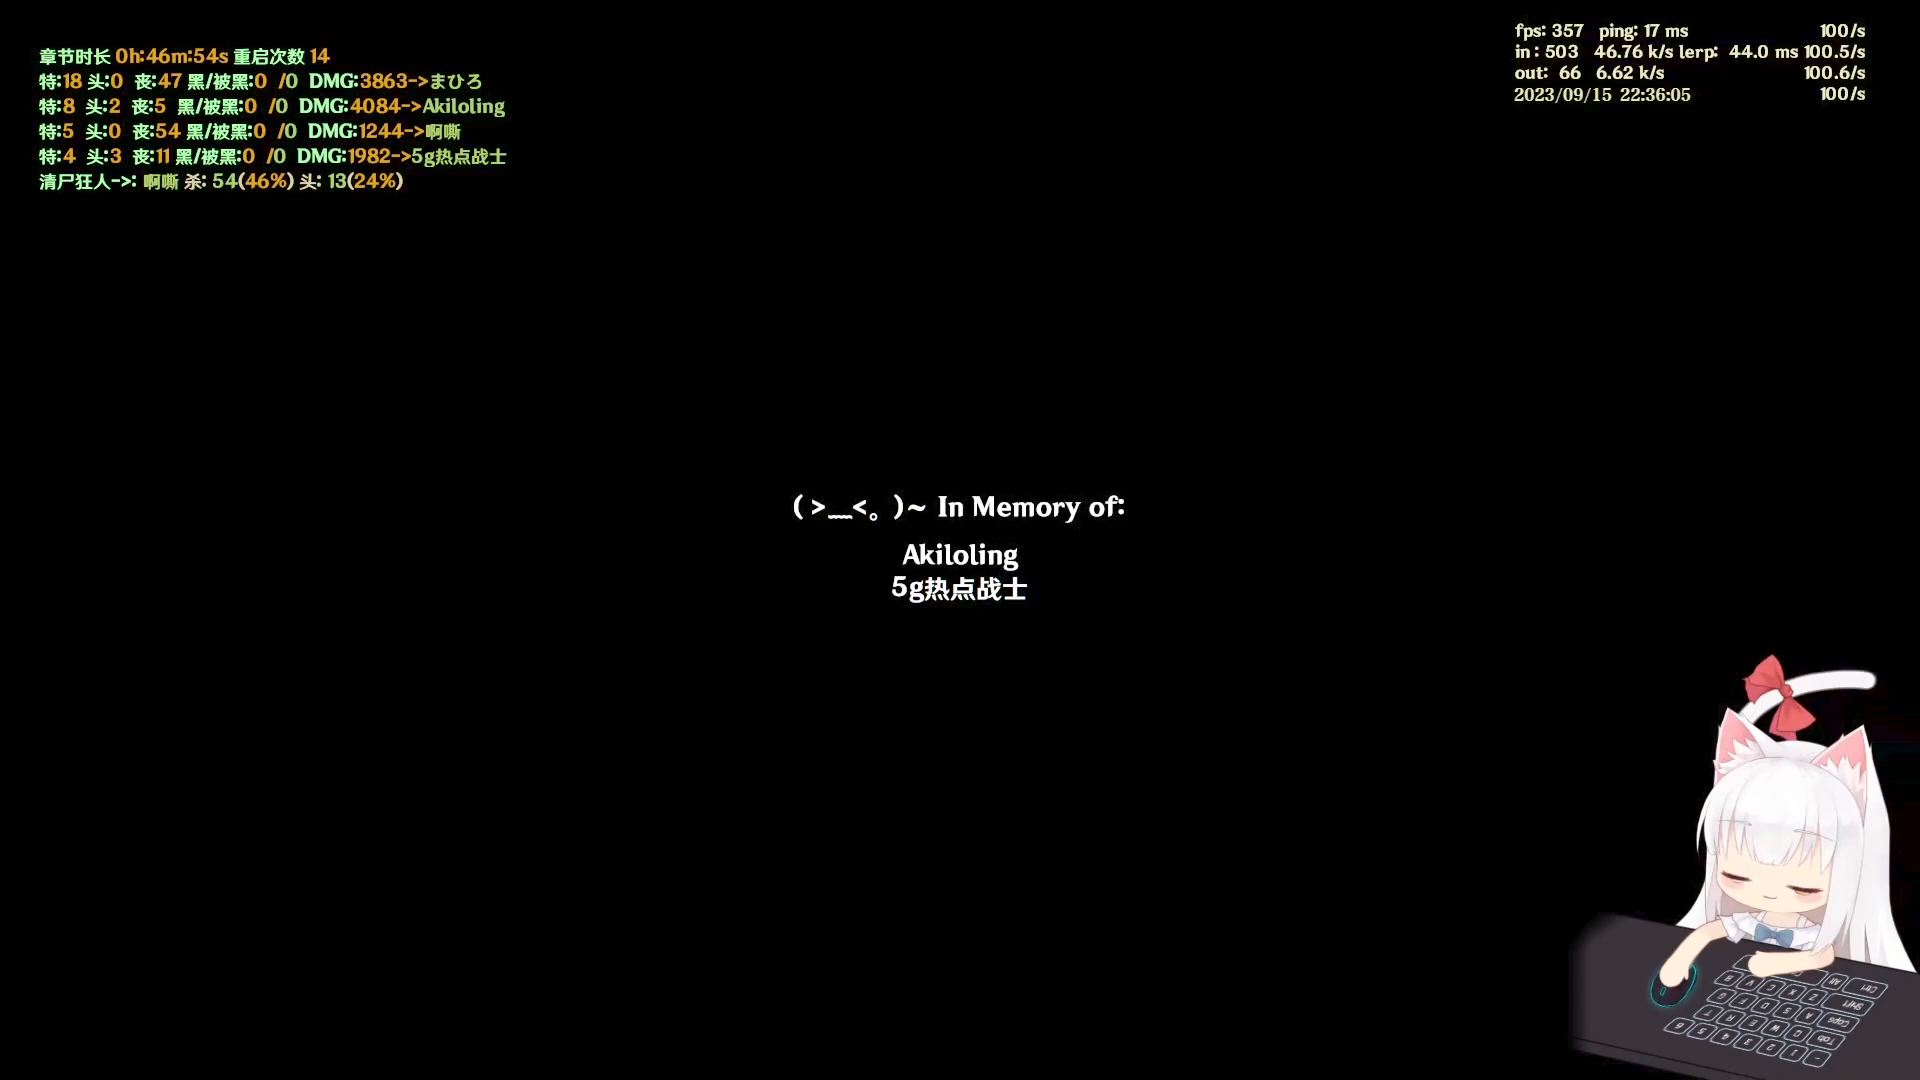 章节时长 0h:46m:54s 重启次数 14
特:18 头:0 丧:47 黑/被黑:0 /0 DMG:3863->まひろ
特:8 头:2 丧:5 黑/被黑:0 /0 DMG:4084->Akiloling
特:5 头:0 丧:54 黑/被黑:0 /0 DMG:1244->啊嘶
特:4 头:3 丧:11 黑/被黑:0 /0 DMG:1982->5g热点战士
清尸狂人->: 啊嘶 杀: 54(46%) 头: 13(24%)
fps: 357 ping: 17 ms 100/s
in : 503 46.76 k/s lerp: 44.0 ms 100.5/s
out: 66 6.62 k/s 100.6/s
2023/09/15 22:36:05 100/s
( >﹏<。)~ In Memory of:
Akiloling
5g热点战士
Ctrl
Alt
Shift
Caps
Tab